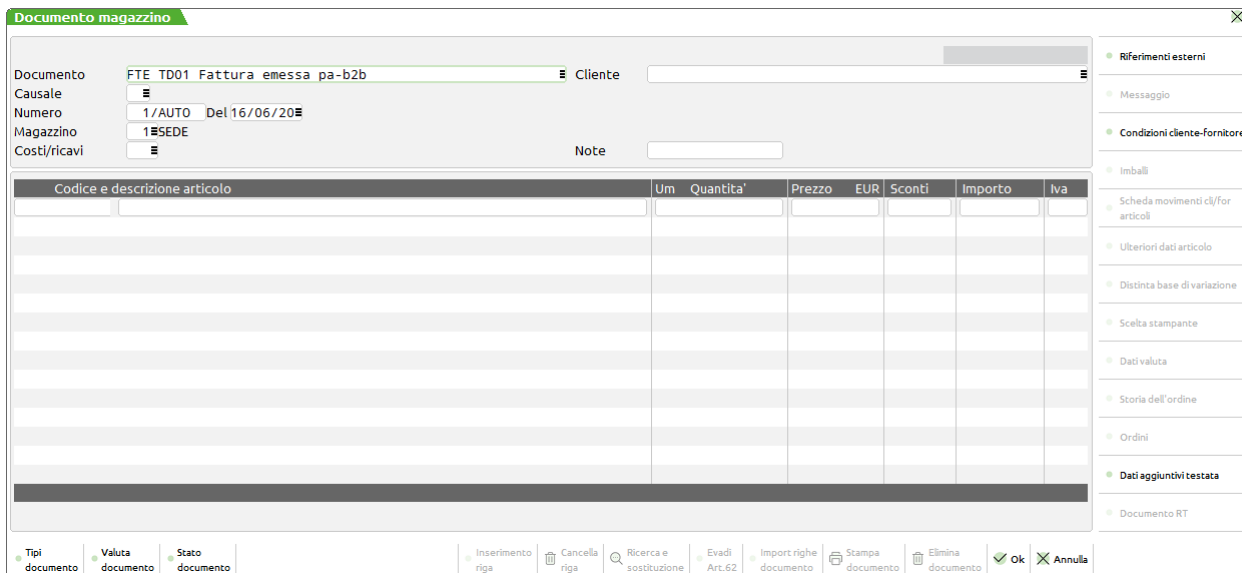 Documento magazzino
Documento FTE TD01 Fattura emessa pa-b2b Cliente
Causale
Numero 1/AUTO Del 16/06/20
Magazzino 1 SEDE
Costi/ricavi Note
Codice e descrizione articolo Um Quantita' Prezzo EUR Sconti Importo Iva
Riferimenti esterni
Messaggio
Condizioni cliente-fornitore
Imballi
Scheda movimenti cli/for
articoli
Ulteriori dati articolo
Distinta base di variazione
Scelta stampante
Dati valuta
Storia dell'ordine
Ordini
Dati aggiuntivi testata
Documento RT
Tipi
documento
Valuta
documento
Stato
documento
Inserimento
riga
Cancella
riga
Ricerca e
sostituzione
Evadi
Art.62
Import righe
documento
Stampa
documento
Elimina
documento
Ok
Annulla